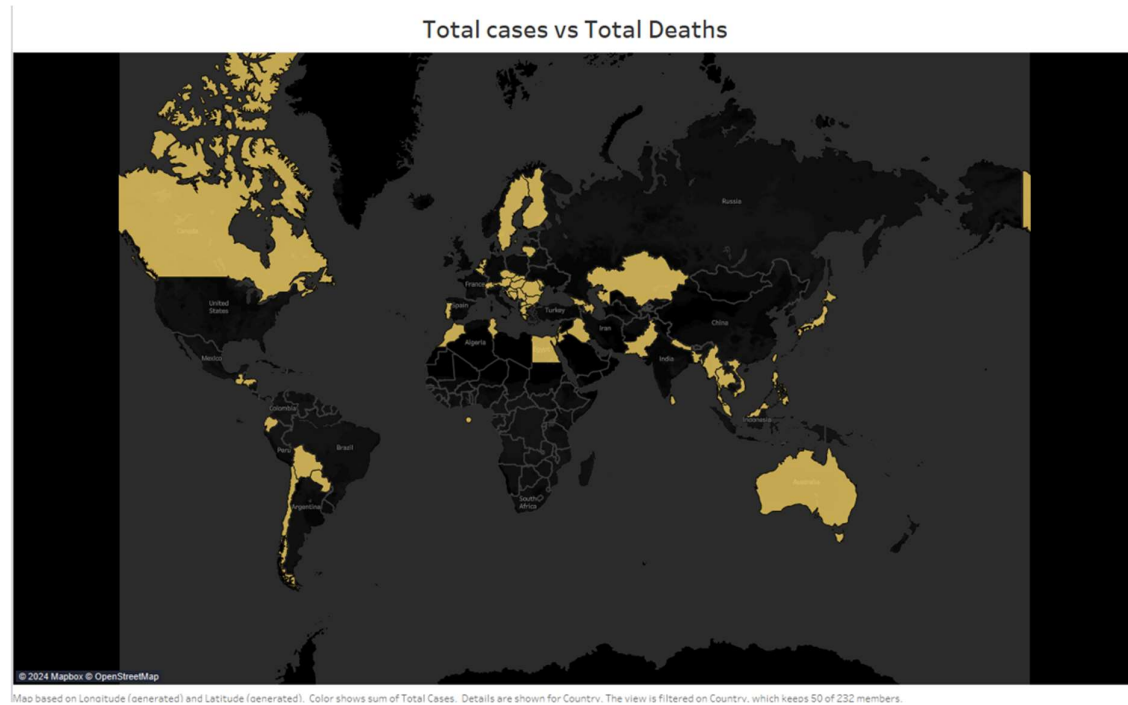 Total cases vs Total Deaths
Russia
Canada
France
Spain
Turkey
United
States
Iran
China
Algeria
Mexico
India
Colombia
Indonesia
Peru
Brazil
Australia
South
Africa
Argentina
© 2024 Mapbox © OpenStreetMap
Map based on Longitude (generated) and Latitude (generated). Color shows sum of Total Cases. Details are shown for Country. The view is filtered on Country, which keeps 50 of 232 members.